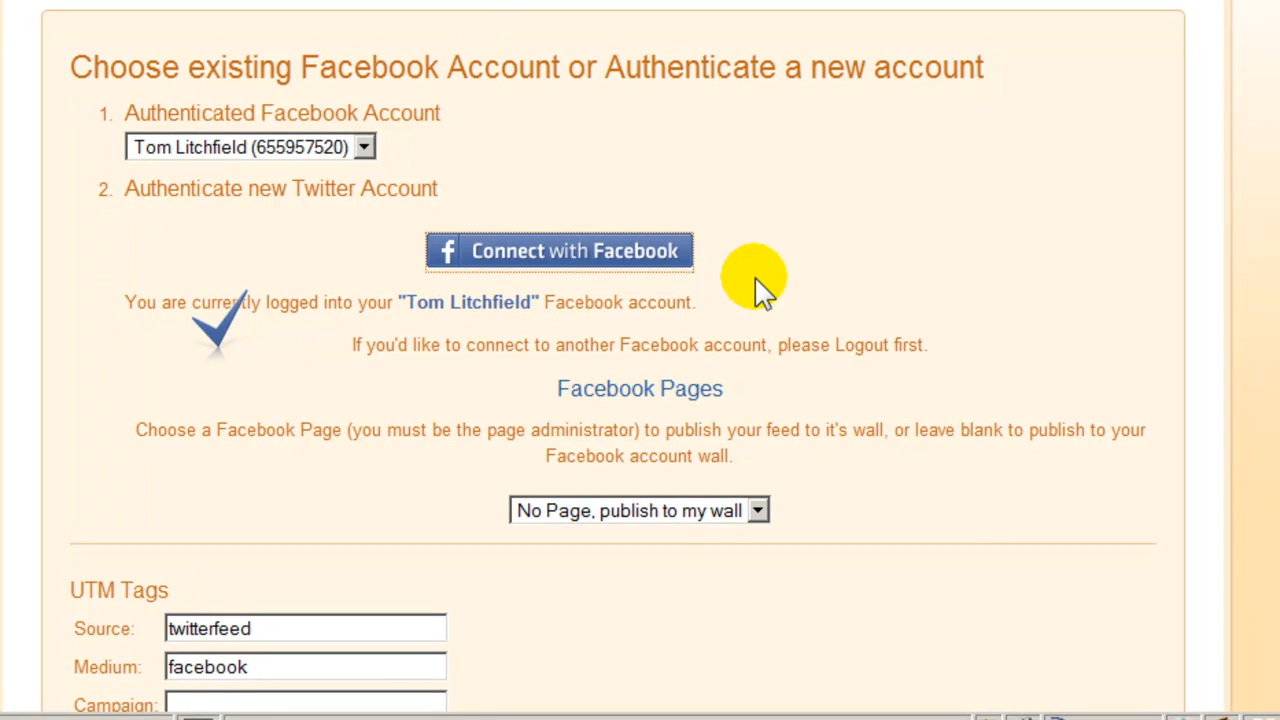 Choose existing Facebook Account or Authenticate a new account
1. Authenticated Facebook Account
Tom Litchfield (655957520)
2. Authenticate new Twitter Account
f Connect with Facebook
You are currently logged into your "Tom Litchfield" Facebook account.
If you'd like to connect to another Facebook account, please Logout first.
Facebook Pages
Choose a Facebook Page (you must be the page administrator) to publish your feed to it's wall, or leave blank to publish to your
Facebook account wall.
No Page, publish to my wall
UTM Tags
Source: twitterfeed
Medium: facebook
Campaign: